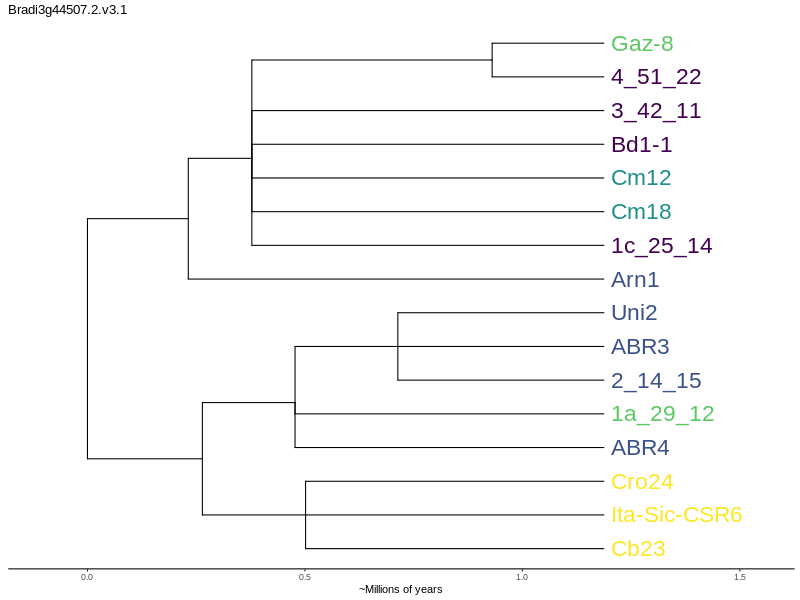 Bradi3g44507.2.v3.1
Gaz-8
4_51_22
3_42_11
Bd1-1
Cm12
Cm18
1c_25_14
Arn1
Uni2
ABR3
2_14_15
1a_29_12
ABR4
Cro24
Ita-Sic-CSR6
Cb23
0.0 0.5 1.0 1.5
~Millions of years